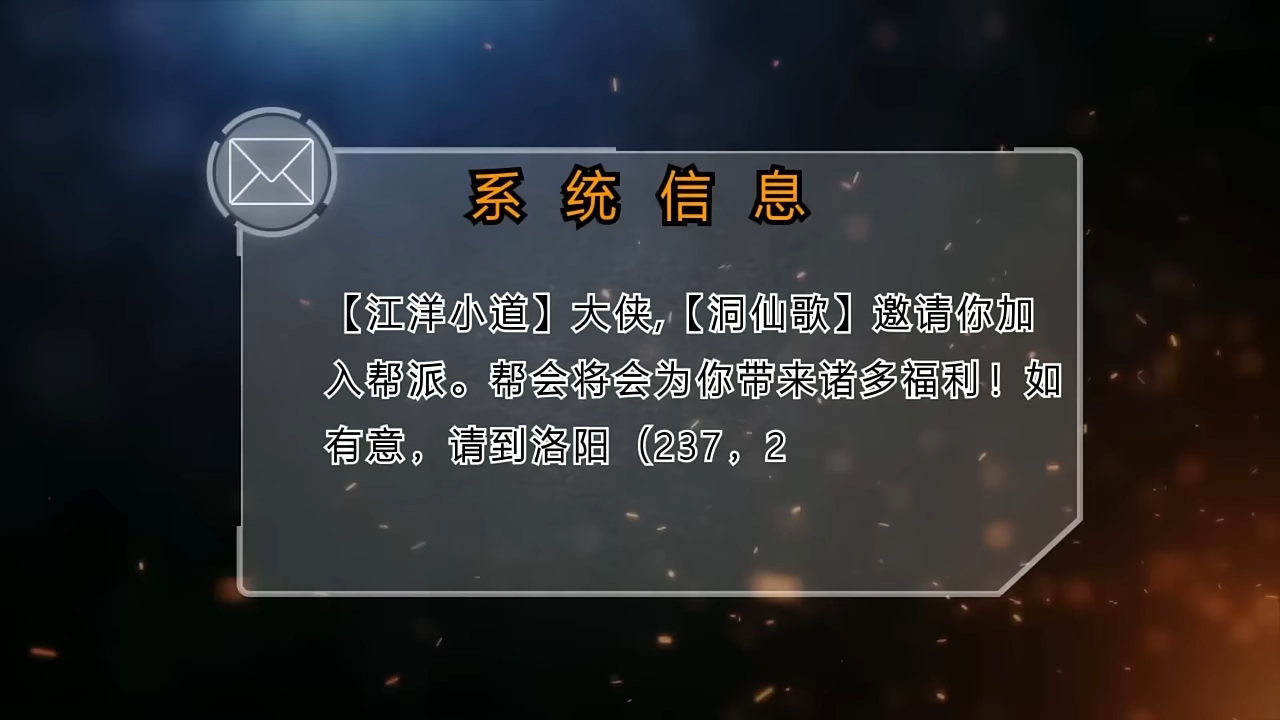 系统信息
【江洋小道】大侠,【洞仙歌】邀请你加
入帮派。帮会将会为你带来诸多福利！如
有意，请到洛阳（237，2